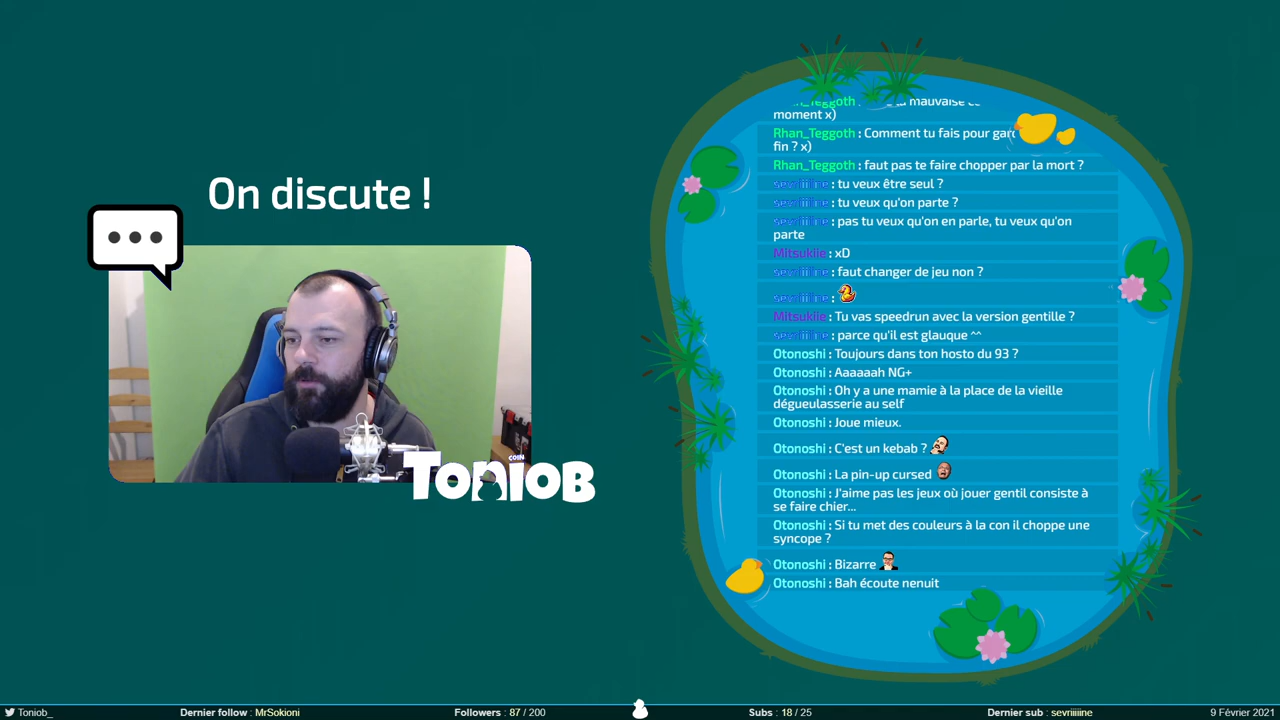 On discute !
COIN
TonioB
moment x)
Rhan_Teggoth : Comment tu fais pour
fin ? x)
Rhan_Teggoth : faut pas te faire chopper par la mort ?
sevriiiiine : tu veux être seul ?
sevriiiiine : tu veux qu'on parte ?
sevriiiiine : pas tu veux qu'on en parle, tu veux qu'on
parte
Mitsukiie : xD
sevriiiiine : faut changer de jeu non ?
sevriiiiine :
Mitsukiie : Tu vas speedrun avec la version gentille ?
sevriiiiine : parce qu'il est glauque ^^
Otonoshi : Toujours dans ton hosto du 93 ?
Otonoshi : Aaaaaah NG+
Otonoshi : Oh y a une mamie à la place de la vieille
dégueulasserie au self
Otonoshi : Joue mieux.
Otonoshi : C'est un kebab ?
Otonoshi : La pin-up cursed
Otonoshi : J'aime pas les jeux où jouer gentil consiste à
se faire chier...
Otonoshi : Si tu met des couleurs à la con il choppe une
syncope ?
Otonoshi : Bizarre
Otonoshi : Bah écoute nenuit
Toniob_
Dernier follow : MrSokioni
Followers : 87 / 200
Subs : 18 / 25
Dernier sub : sevriiiiine
9 Février 2021